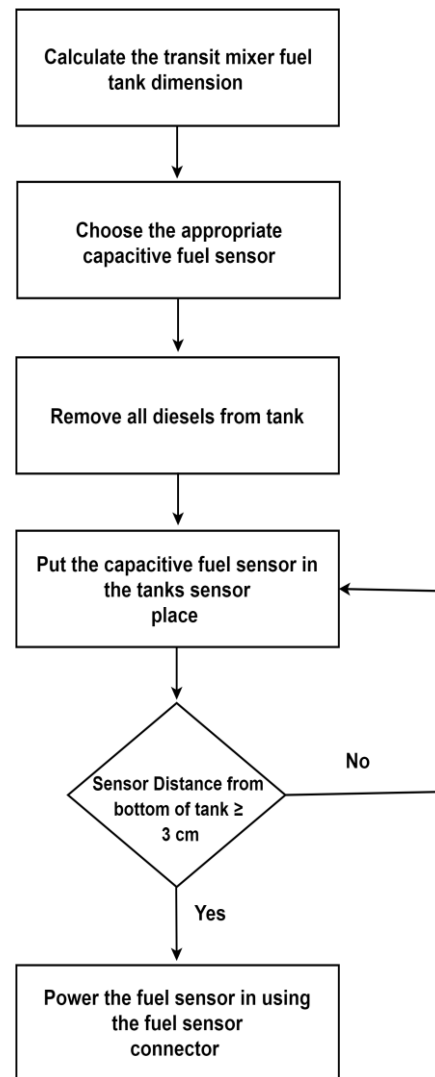 Calculate the transit mixer fuel
tank dimension
Choose the appropriate
capacitive fuel sensor
Remove all diesels from tank
Put the capacitive fuel sensor in
the tanks sensor
place
Sensor Distance from
bottom of tank ≥
3 cm
No
Yes
Power the fuel sensor in using
the fuel sensor
connector